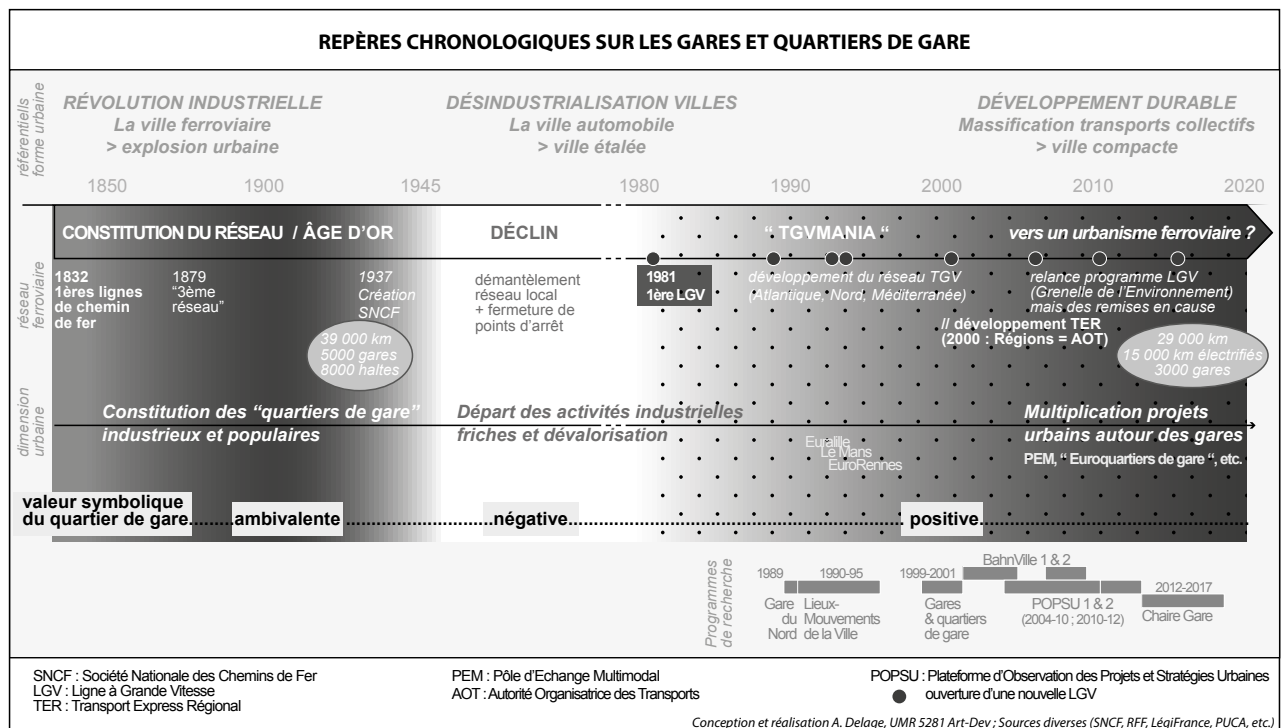 REPÈRES CHRONOLOGIQUES SUR LES GARES ET QUARTIERS DE GARE
référentiels
forme urbaine
RÉVOLUTION INDUSTRIELLE
La ville ferroviaire
> explosion urbaine
DÉSINDUSTRIALISATION VILLES
La ville automobile
> ville étalée
DÉVELOPPEMENT DURABLE
Massification transports collectifs
> ville compacte
1850 1900 1945 1980 1990 2000 2010 2020
CONSTITUTION DU RÉSEAU / ÂGE D'OR
DÉCLIN
" TGVMANIA "
vers un urbanisme ferroviaire ?
réseau
ferroviaire
1832
1ères lignes
de chemin
de fer
1879
"3ème
réseau"
1937
Création
SNCF
39 000 km
5000 gares
8000 haltes
démantèlement
réseau local
+ fermeture de
points d'arrêt
1981
1ère LGV
développement du réseau TGV
(Atlantiique, Nord, Méditerranée)
// développement TER
(2000 : Régions = AOT)
relance programme LGV
(Grenelle de l'Environnement)
mais des remises en cause
29 000 km
15 000 km électrifiés
3000 gares
dimension
urbaine
Constitution des "quartiers de gare"
industrieux et populaires
Départ des activités industrielles
friches et dévalorisation
Euralille
Le Mans
EuroRennes
Multiplication projets
urbains autour des gares
PEM, " Euroquartiers de gare ", etc.
valeur symbolique
du quartier de gare
ambivalente
négative
positive
Programmes
de recherche
1989
Gare
du
Nord
1990-95
Lieux-
Mouvements
de la Ville
1999-2001
Gares
& quartiers
de gare
BahnVille 1 & 2
POPSU 1 & 2
(2004-10 ; 2010-12)
2012-2017
Chaire Gare
SNCF : Société Nationale des Chemins de Fer
LGV : Ligne à Grande Vitesse
TER : Transport Express Régional
PEM : Pôle d'Echange Multimodal
AOT : Autorité Organisatrice des Transports
POPSU : Plateforme d'Observation des Projets et Stratégies Urbaines
ouverture d'une nouvelle LGV
Conception et réalisation A. Delage, UMR 5281 Art-Dev ; Sources diverses (SNCF, RFF, LégiFrance, PUCA, etc.)